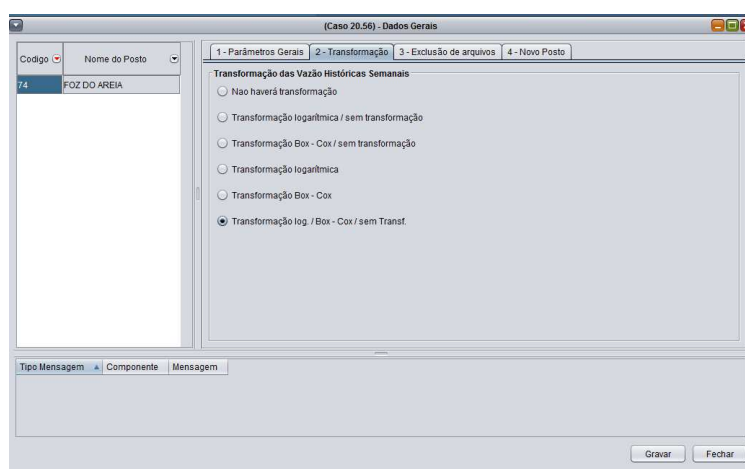 (Caso 20.56) - Dados Gerais
Codigo Nome do Posto
74 FOZ DO AREIA
1 - Parâmetros Gerais 2 - Transformação 3 - Exclusão de arquivos 4 - Novo Posto
Transformação das Vazão Históricas Semanais
Nao haverá transformação
Transformação logarítmica / sem transformação
Transformação Box - Cox / sem transformação
Transformação logarítmica
Transformação Box - Cox
Transformação log. / Box - Cox / sem Transf.
Tipo Mensagem Componente Mensagem
Gravar Fechar